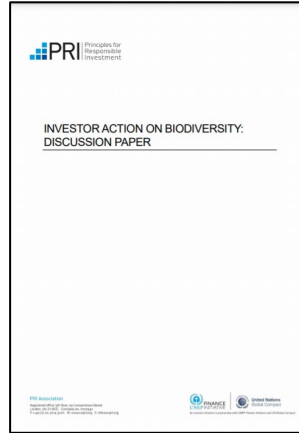 PRI Principles for
Responsible
Investment
INVESTOR ACTION ON BIODIVERSITY:
DISCUSSION PAPER
PRI Association
FINANCE
INITIATIVE
United Nations
Global Compact